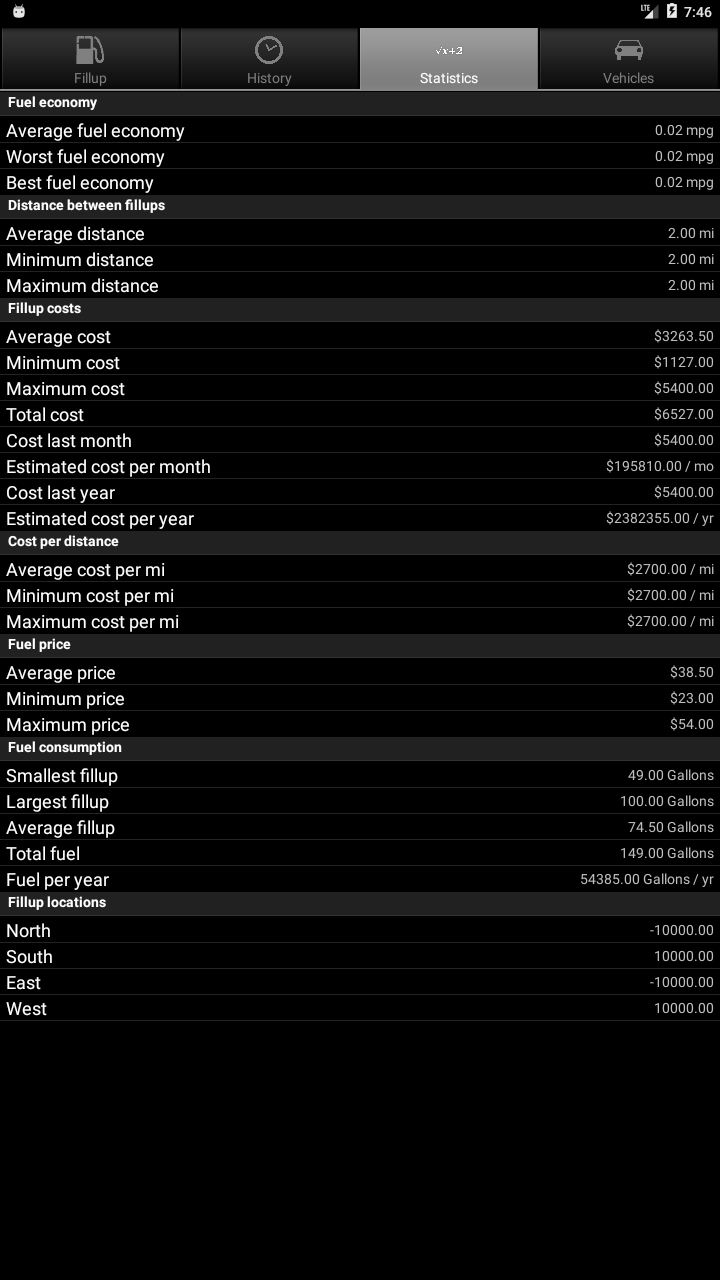 LTE 7:46
Fillup History √x+2 Statistics Vehicles
Fuel economy
Average fuel economy 0.02 mpg
Worst fuel economy 0.02 mpg
Best fuel economy 0.02 mpg
Distance between fillups
Average distance 2.00 mi
Minimum distance 2.00 mi
Maximum distance 2.00 mi
Fillup costs
Average cost $3263.50
Minimum cost $1127.00
Maximum cost $5400.00
Total cost $6527.00
Cost last month $5400.00
Estimated cost per month $195810.00 / mo
Cost last year $5400.00
Estimated cost per year $2382355.00 / yr
Cost per distance
Average cost per mi $2700.00 / mi
Minimum cost per mi $2700.00 / mi
Maximum cost per mi $2700.00 / mi
Fuel price
Average price $38.50
Minimum price $23.00
Maximum price $54.00
Fuel consumption
Smallest fillup 49.00 Gallons
Largest fillup 100.00 Gallons
Average fillup 74.50 Gallons
Total fuel 149.00 Gallons
Fuel per year 54385.00 Gallons / yr
Fillup locations
North -10000.00
South 10000.00
East -10000.00
West 10000.00